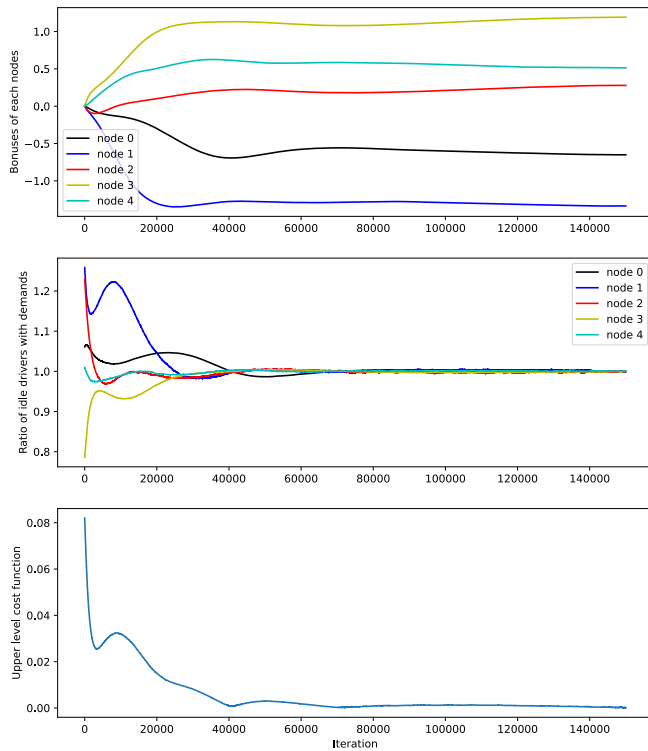 Bonuses of each nodes
1.0
0.5
0.0
−0.5
−1.0
node 0
node 1
node 2
node 3
node 4
0 20000 40000 60000 80000 100000 120000 140000
Ratio of idle drivers with demands
1.2
1.1
1.0
0.9
0.8
node 0
node 1
node 2
node 3
node 4
0 20000 40000 60000 80000 100000 120000 140000
Upper level cost function
0.08
0.06
0.04
0.02
0.00
0 20000 40000 60000 80000 100000 120000 140000
Iteration